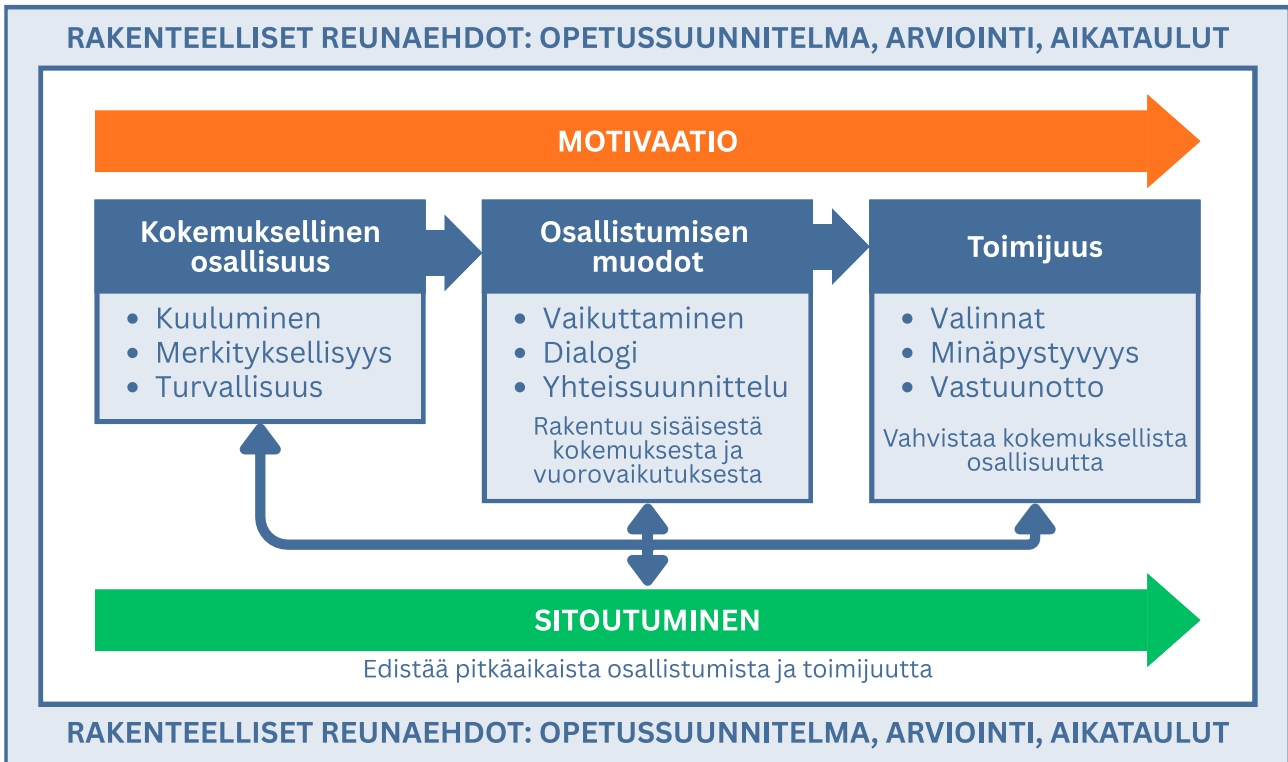 RAKENTEELLISET REUNAEHDOT: OPETUSSUUNNITELMA, ARVIOINTI, AIKATAULUT
MOTIVAATIO
Kokemuksellinen
osallisuus
• Kuuluminen
• Merkityksellisyys
• Turvallisuus
Osallistumisen
muodot
• Vaikuttaminen
• Dialogi
• Yhteissuunnittelu
Rakentuu sisäisestä
kokemuksesta ja
vuorovaikutuksesta
Toimijuus
• Valinnat
• Minäpystyvyys
• Vastuunotto
Vahvistaa kokemuksellista
osallisuutta
SITOUTUMINEN
Edistää pitkäaikaista osallistumista ja toimijuutta
RAKENTEELLISET REUNAEHDOT: OPETUSSUUNNITELMA, ARVIOINTI, AIKATAULUT